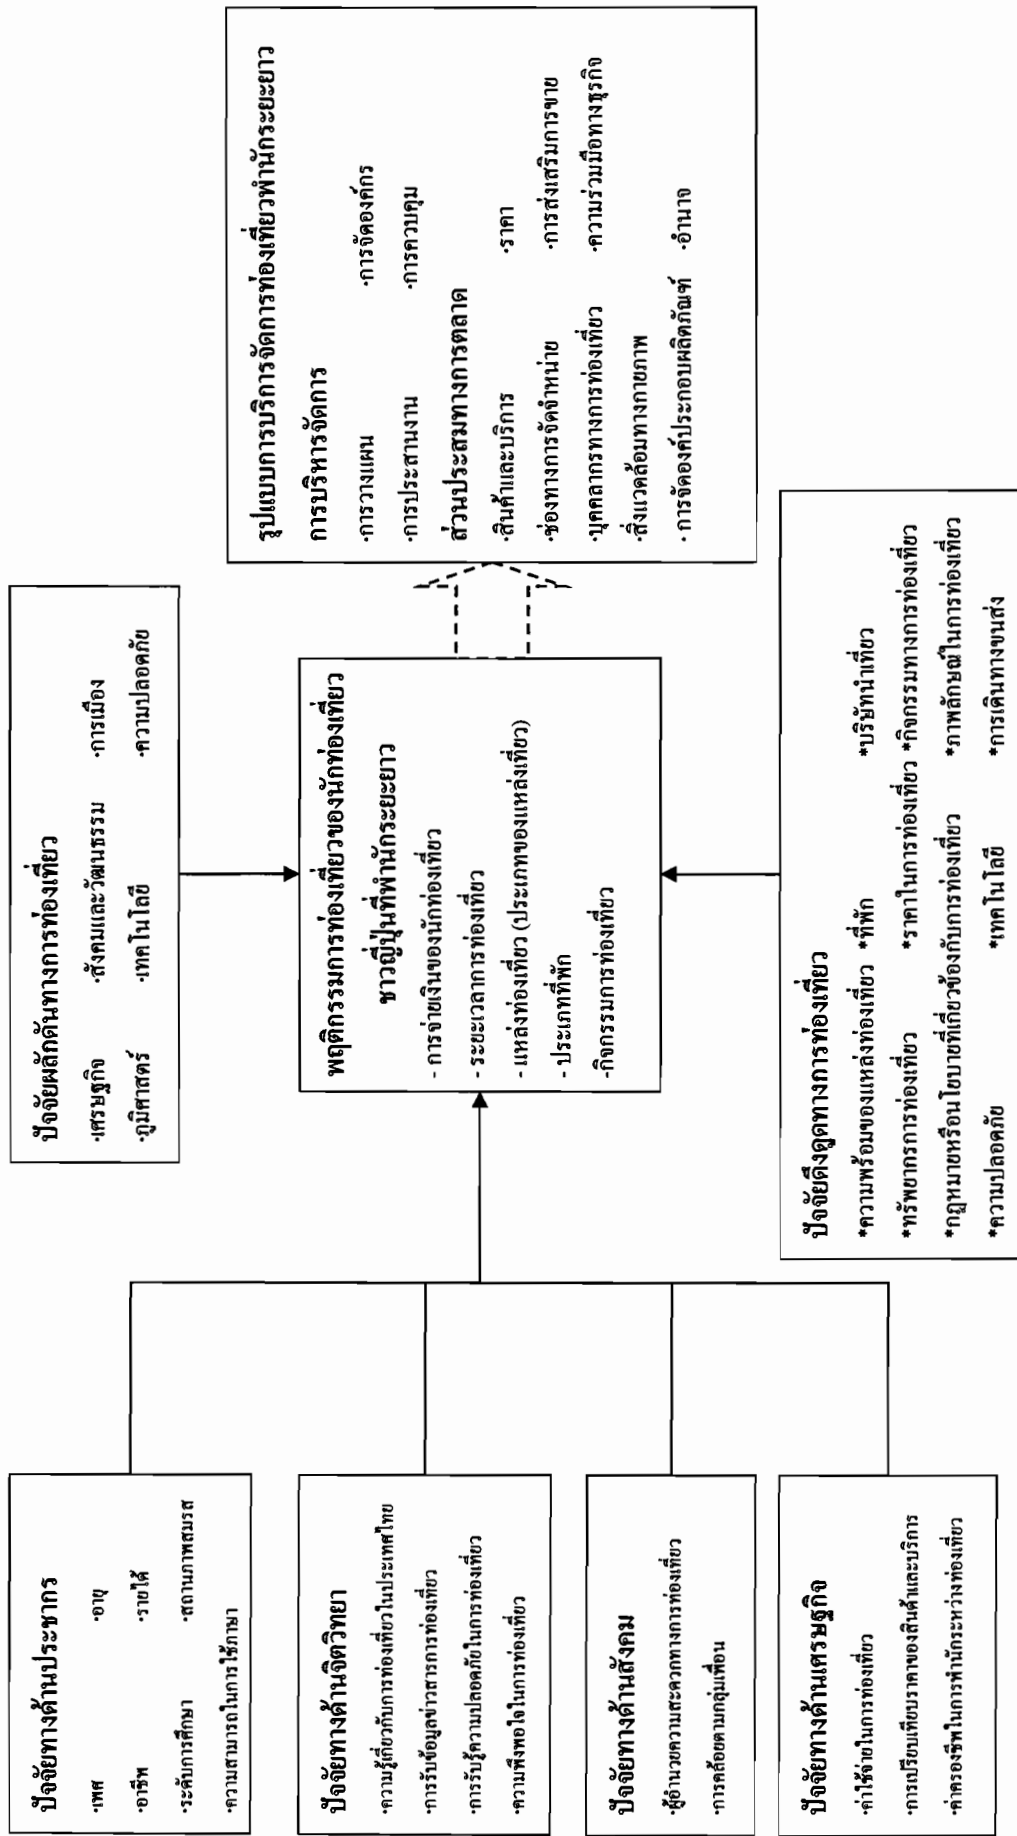 ปัจจัยทางด้านประชากร
·เพศ ·อายุ
·อาชีพ ·รายได้
·ระดับการศึกษา ·สถานภาพสมรส
·ความสามารถในการใช้ภาษา
ปัจจัยทางด้านจิตวิทยา
·ความรู้เกี่ยวกับการท่องเที่ยวในประเทศไทย
·การรับข้อมูลข่าวสารการท่องเที่ยว
·การรับรู้ความปลอดภัยในการท่องเที่ยว
·ความพึงพอใจในการท่องเที่ยว
ปัจจัยทางด้านสังคม
·ผู้อำนวยความสะดวกทางการท่องเที่ยว
·การคล้อยตามกลุ่มเพื่อน
ปัจจัยทางด้านเศรษฐกิจ
·ค่าใช้จ่ายในการท่องเที่ยว
·การเปรียบเทียบราคาของสินค้าและบริการ
·ค่าครองชีพในการพำนักระหว่างท่องเที่ยว
ปัจจัยผลักดันทางการท่องเที่ยว
·เศรษฐกิจ ·สังคมและวัฒนธรรม ·การเมือง
·ภูมิศาสตร์ ·เทคโนโลยี ·ความปลอดภัย
พฤติกรรมการท่องเที่ยวของนักท่องเที่ยว
ชาวญี่ปุ่นที่พำนักระยะยาว
- การจ่ายเงินของนักท่องเที่ยว
- ระยะเวลาการท่องเที่ยว
- แหล่งท่องเที่ยว (ประเภทของแหล่งเที่ยว)
- ประเภทที่พัก
-กิจกรรมการท่องเที่ยว
ปัจจัยดึงดูดทางการท่องเที่ยว
*ความพร้อมของแหล่งท่องเที่ยว *ที่พัก *บริษัทนำเที่ยว
*ทรัพยากรการท่องเที่ยว *ราคาในการท่องเที่ยว *กิจกรรมทางการท่องเที่ยว
*กฎหมายหรือนโยบายที่เกี่ยวข้องกับการท่องเที่ยว *ภาพลักษณ์ในการท่องเที่ยว
*ความปลอดภัย *เทคโนโลยี *การเดินทางขนส่ง
รูปแบบการบริการจัดการท่องเที่ยวพำนักระยะยาว
การบริหารจัดการ
·การวางแผน ·การจัดองค์กร
·การประสานงาน ·การควบคุม
ส่วนประสมทางการตลาด
·สินค้าและบริการ ·ราคา
·ช่องทางการจัดจำหน่าย ·การส่งเสริมการขาย
·บุคคลากรทางการท่องเที่ยว ·ความร่วมมือทางธุรกิจ
·สิ่งแวดล้อมทางกายภาพ
· การจัดองค์ประกอบผลิตภัณฑ์ ·อำนาจ